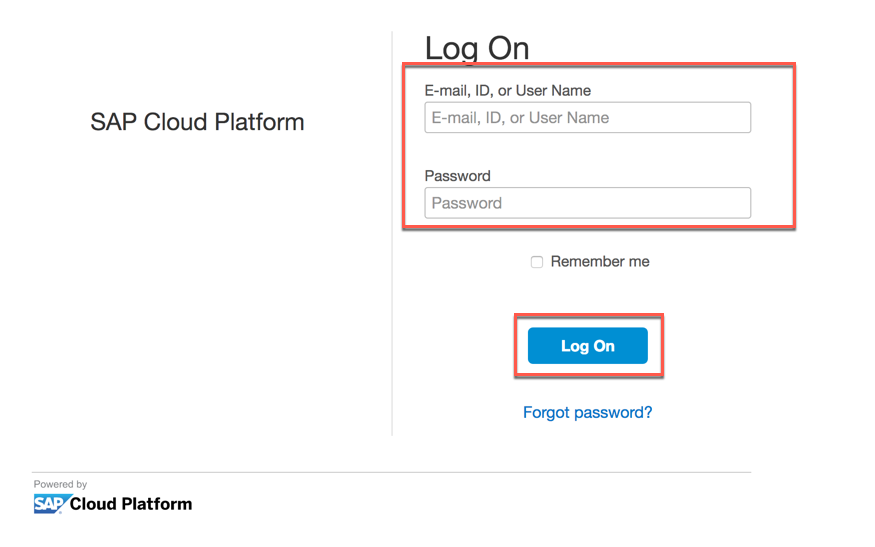 Log On
E-mail, ID, or User Name
SAP Cloud Platform
E-mail, ID, or User Name
Password
Password
Remember me
Log On
Forgot password?
Powered by
SAP Cloud Platform